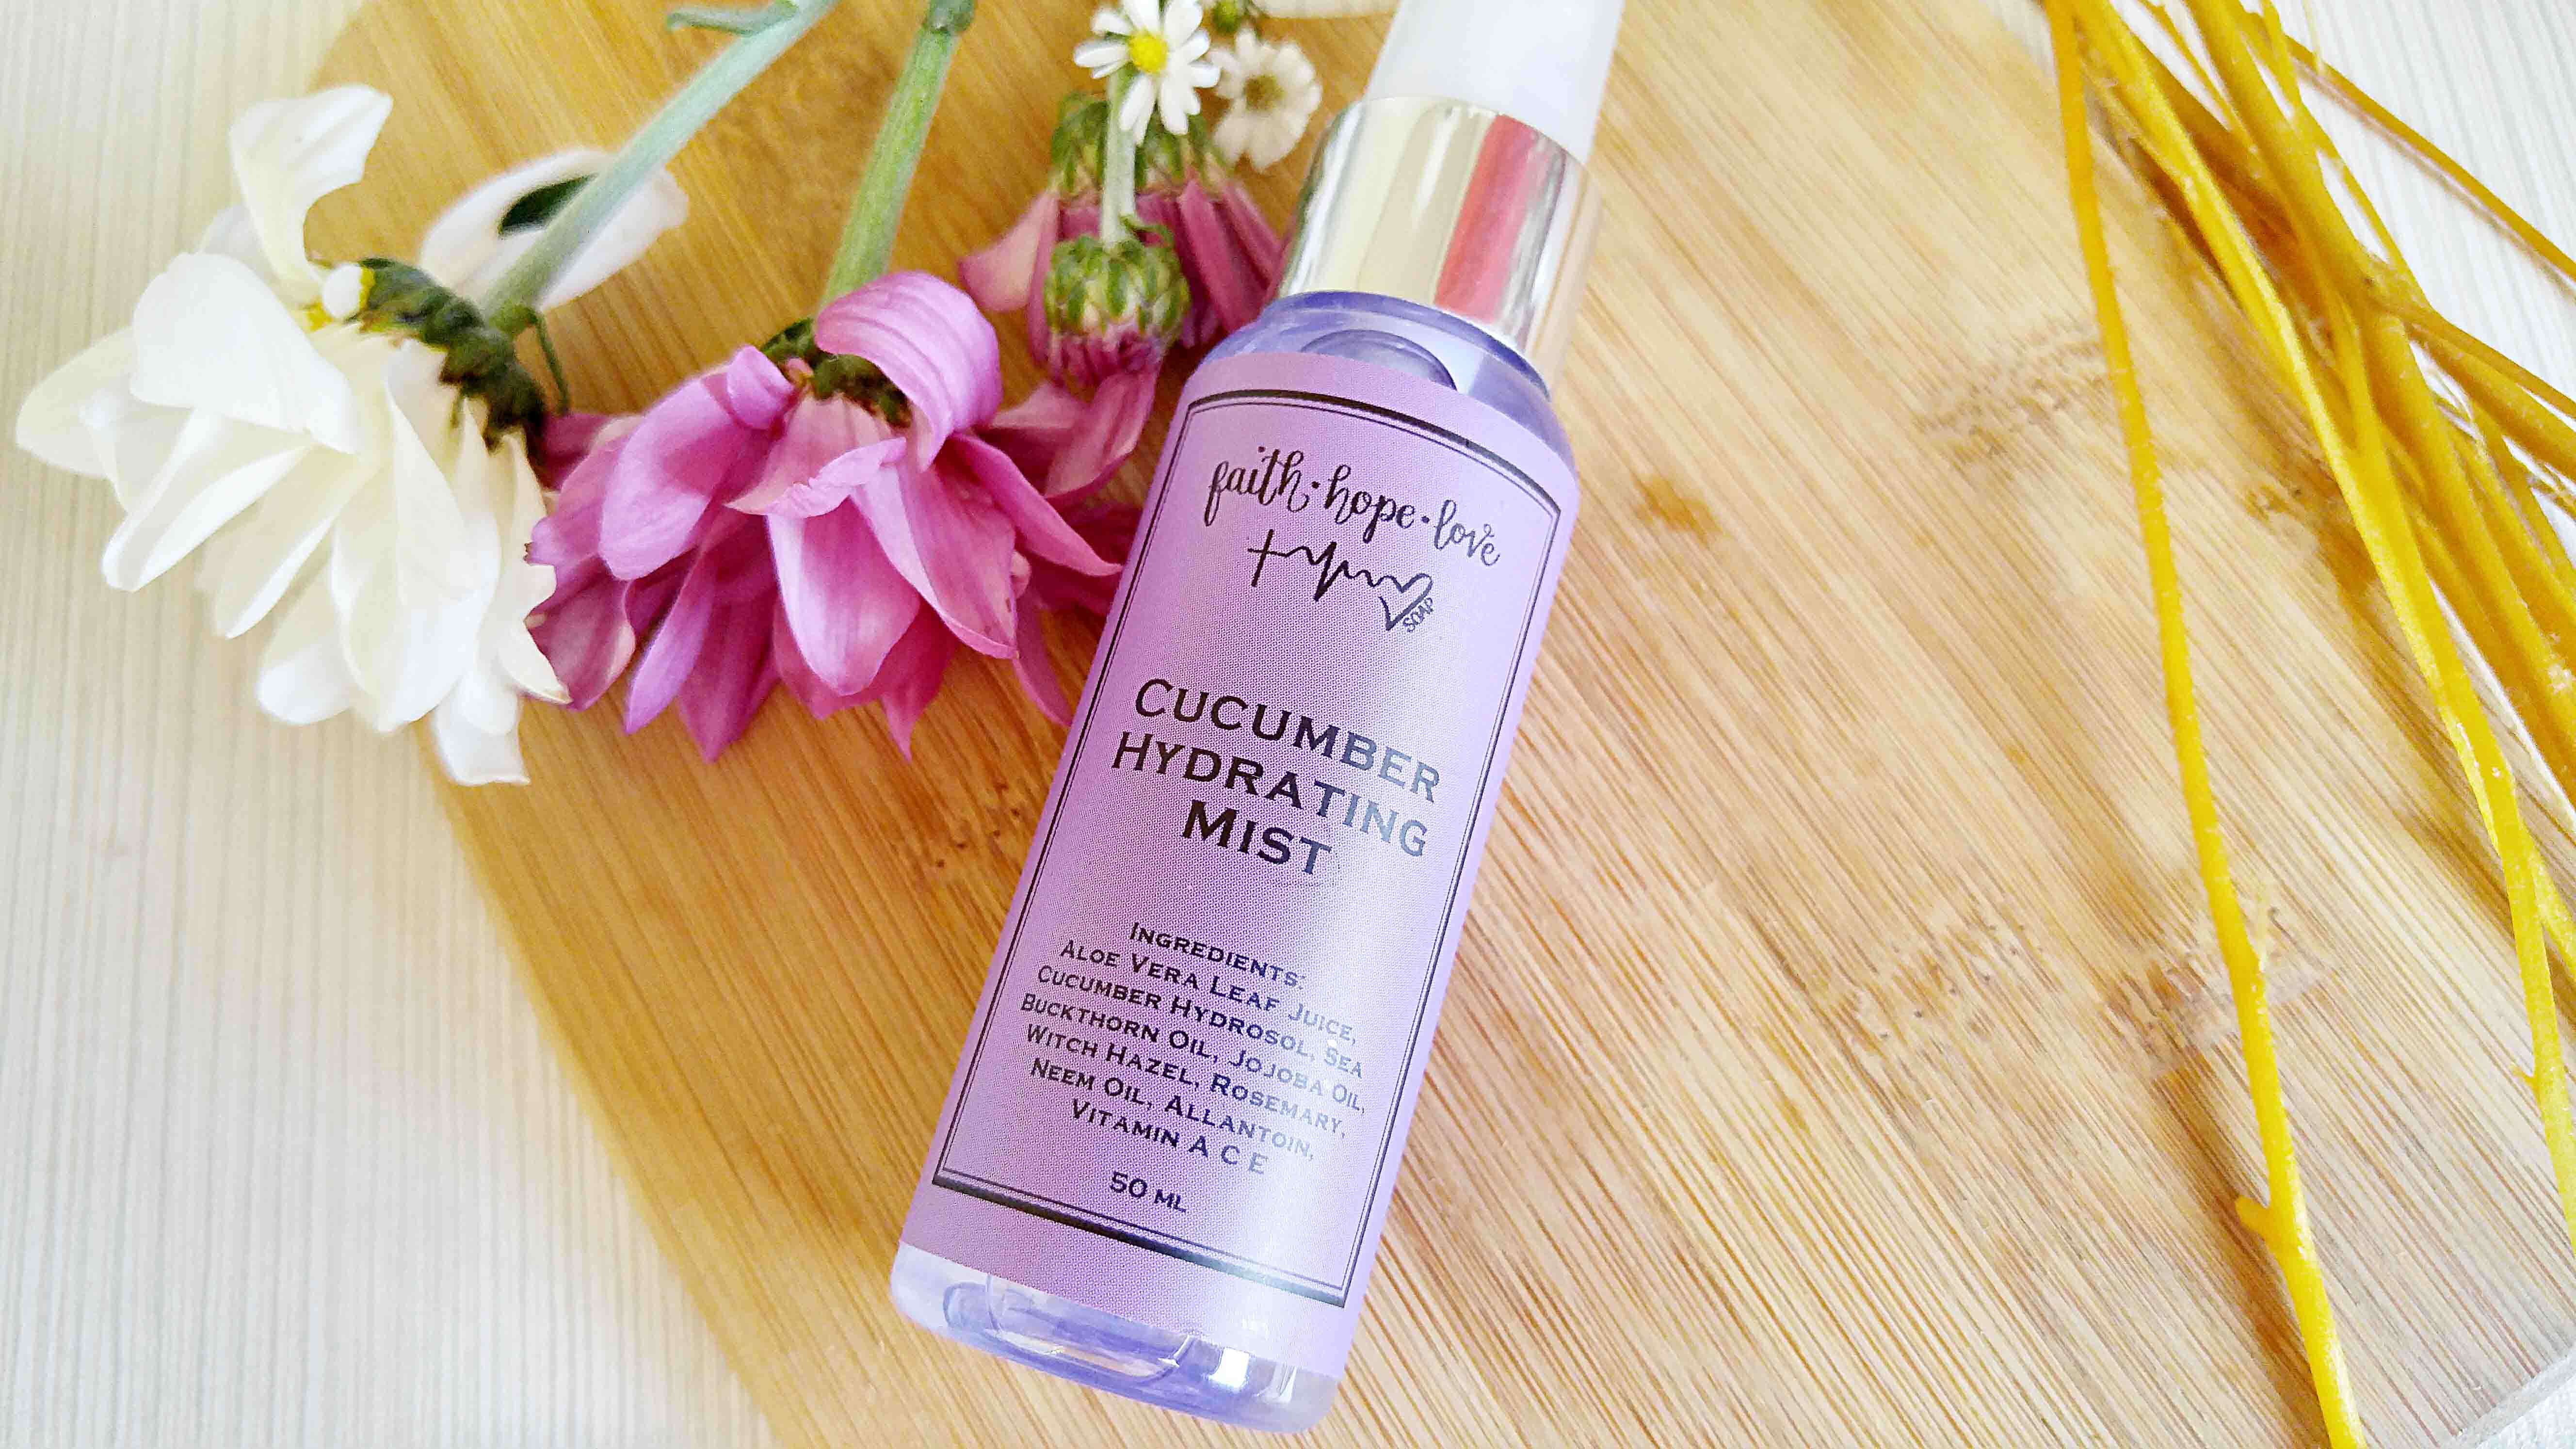 faith·hope·love
SOAP
CUCUMBER
HYDRATING
MIST
INGREDIENTS:
ALOE VERA LEAF JUICE,
CUCUMBER HYDROSOL, SEA
BUCKTHORN OIL, JOJOBA OIL,
WITCH HAZEL, ROSEMARY,
NEEM OIL, ALLANTOIN,
VITAMIN A C E
50 ML